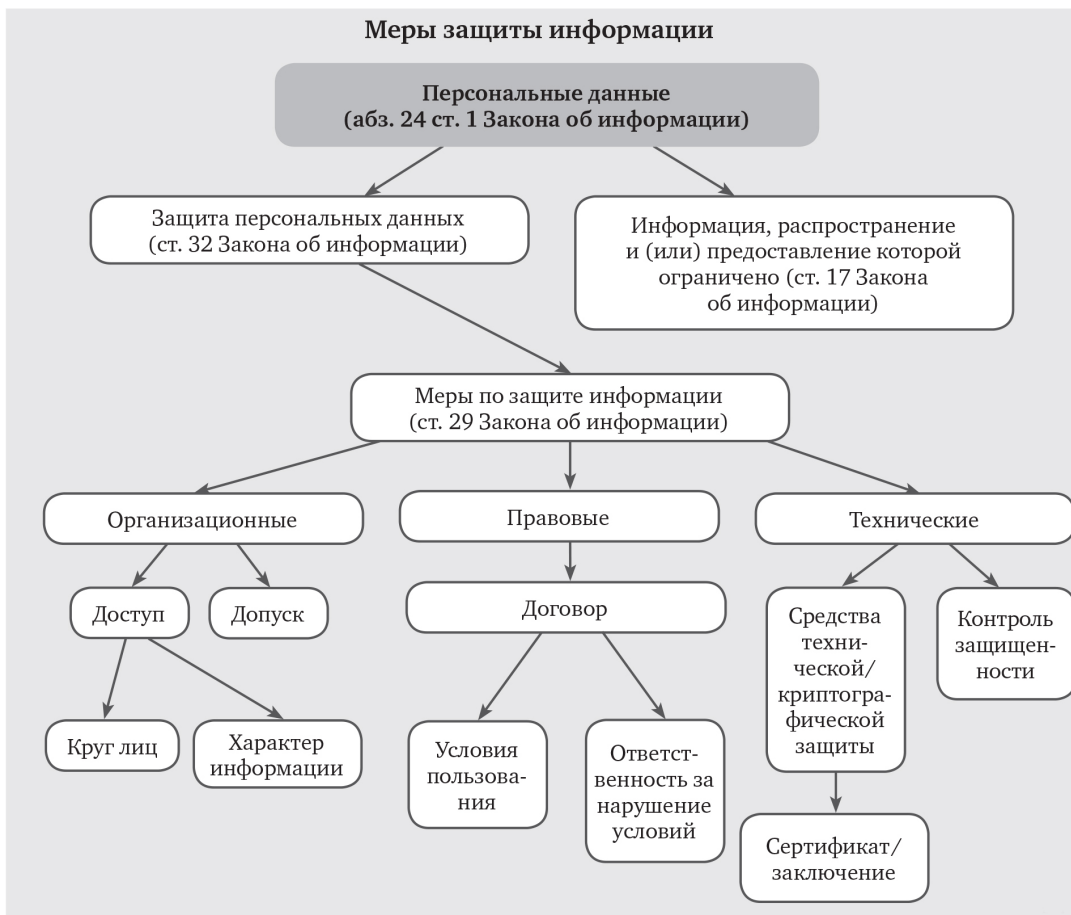 Меры защиты информации
Персональные данные
(абз. 24 ст. 1 Закона об информации)
Защита персональных данных
(ст. 32 Закона об информации)
Информация, распространение
и (или) предоставление которой
ограничено (ст. 17 Закона
об информации)
Меры по защите информации
(ст. 29 Закона об информации)
Организационные
Правовые
Технические
Доступ
Допуск
Договор
Средства
техни-
ческой/
криптогра-
фической
защиты
Контроль
защищен-
ности
Круг лиц
Характер
информации
Условия
пользова-
ния
Ответст-
венность за
нарушение
условий
Сертификат/
заключение